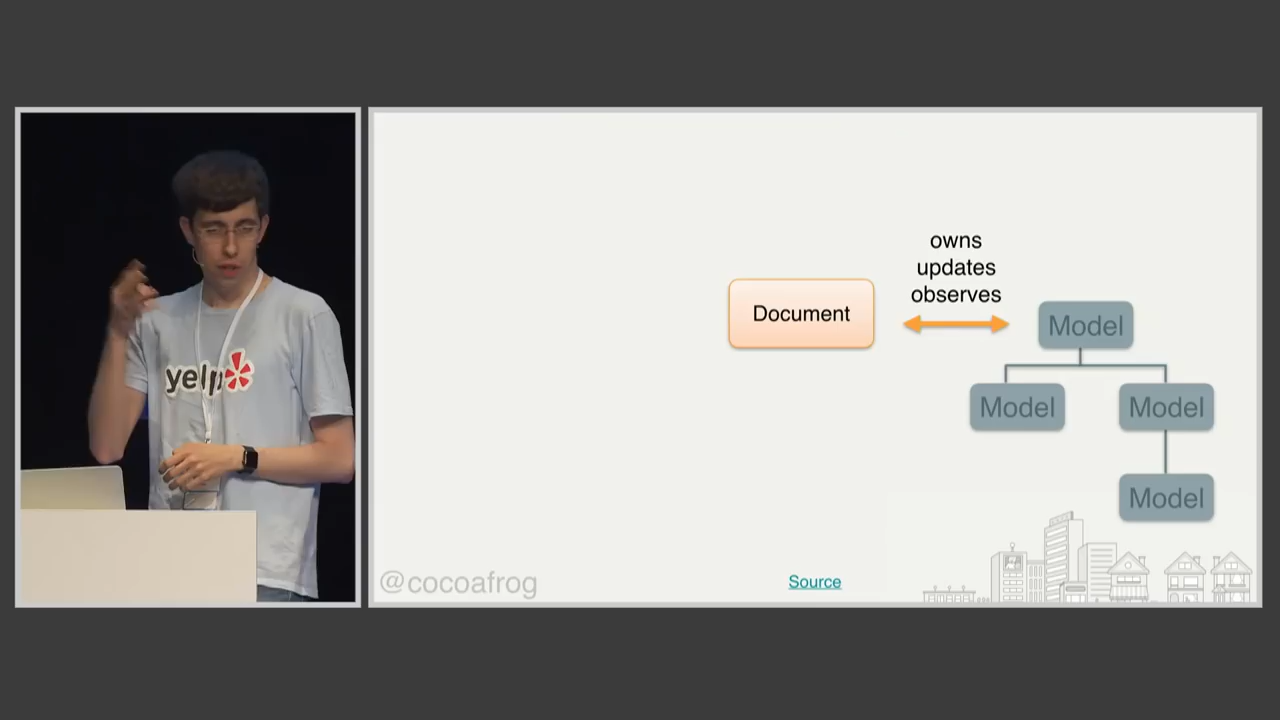 yelp
owns
updates
observes
Document
Model
Model
Model
Model
@cocoafrog
Source